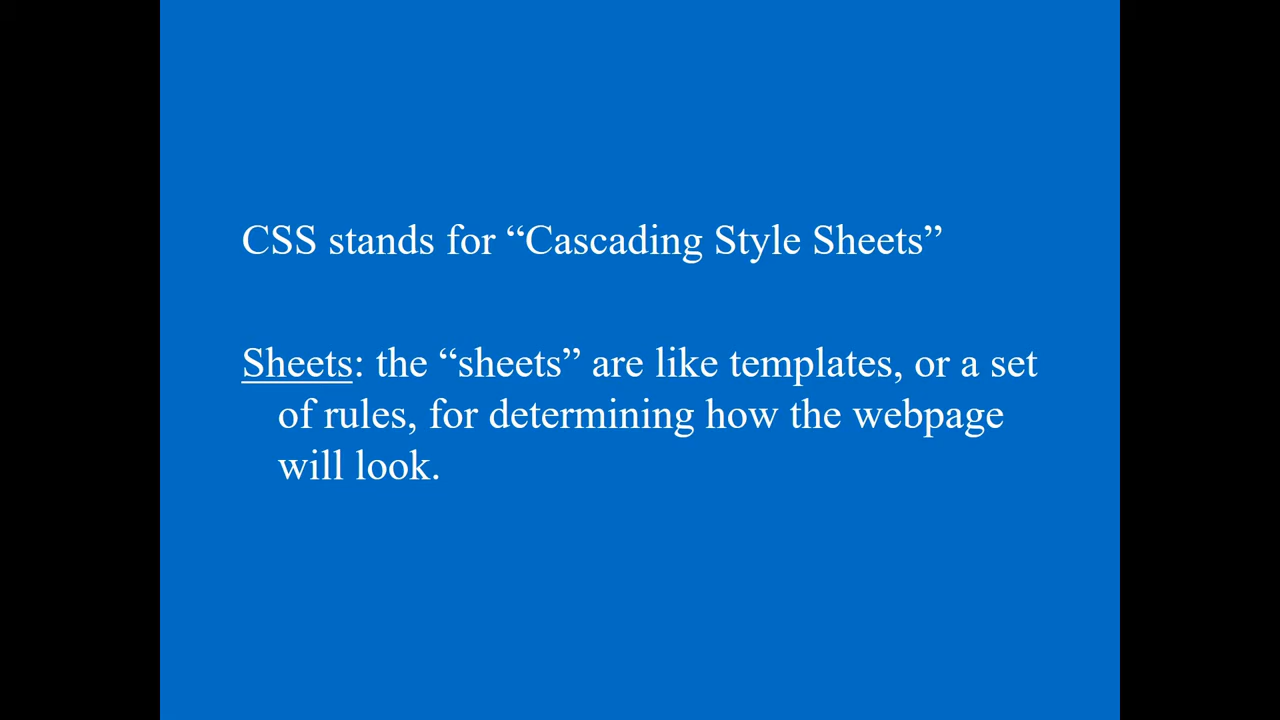 CSS stands for “Cascading Style Sheets”
Sheets: the “sheets” are like templates, or a set
of rules, for determining how the webpage
will look.